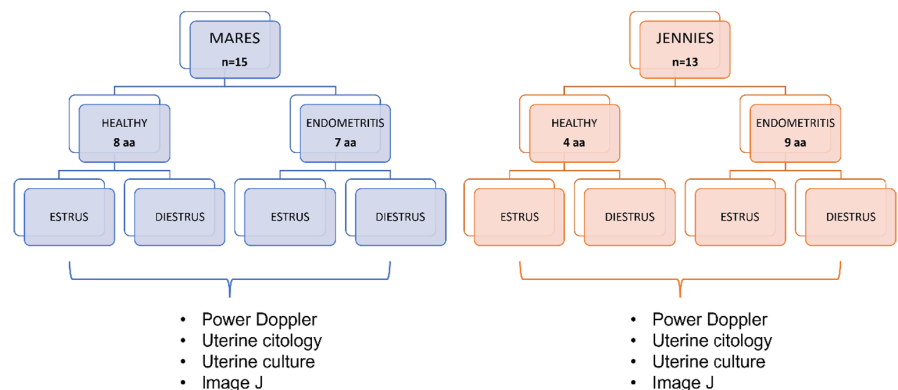 MARES
n=15
HEALTHY
8 aa
ENDOMETRITIS
7 aa
ESTRUS
DIESTRUS
ESTRUS
DIESTRUS
• Power Doppler
• Uterine citology
• Uterine culture
• Image J
JENNIES
n=13
HEALTHY
4 aa
ENDOMETRITIS
9 aa
ESTRUS
DIESTRUS
ESTRUS
DIESTRUS
• Power Doppler
• Uterine citology
• Uterine culture
• Image J